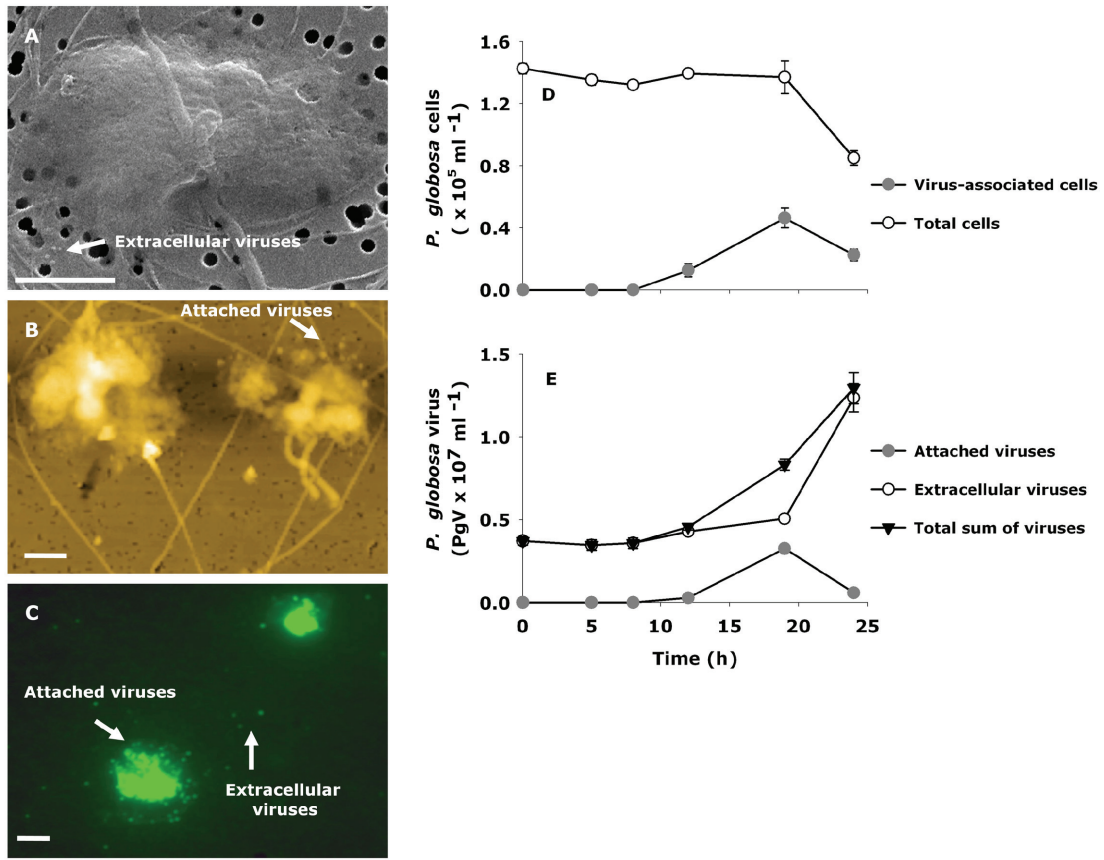 A
Extracellular viruses
B
Attached viruses
C
Attached viruses
Extracellular
viruses
P. globosa cells
( x 10⁵ ml ⁻¹)
1.6
1.2
0.8
0.4
0.0
D
Virus-associated cells
Total cells
P. globosa virus
(PgV x 10⁷ ml ⁻¹)
1.5
1.0
0.5
0.0
E
Attached viruses
Extracellular viruses
Total sum of viruses
0 5 10 15 20 25
Time (h)